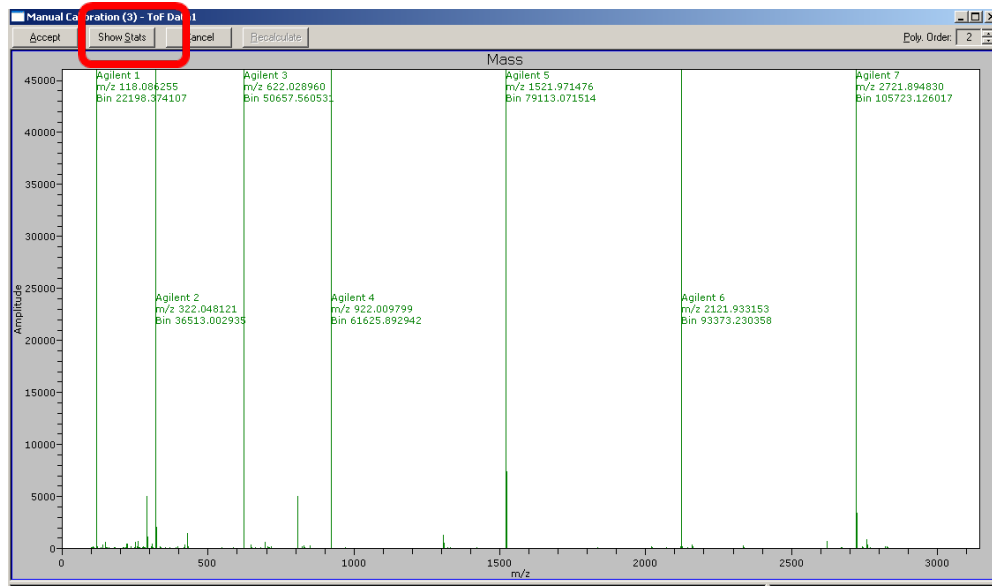 Manual Calibration (3) - ToF Data1
Accept Show Stats Cancel Recalculate Poly. Order: 2
Mass
Agilent 1
m/z 118.086255
Bin 22198.374107
Agilent 3
m/z 622.028960
Bin 50657.560531
Agilent 5
m/z 1521.971476
Bin 79113.071514
Agilent 7
m/z 2721.894830
Bin 105723.126017
Agilent 2
m/z 322.048121
Bin 36513.002935
Agilent 4
m/z 922.009799
Bin 61625.892942
Agilent 6
m/z 2121.933153
Bin 93373.230358
Amplitude
45000
40000
35000
30000
25000
20000
15000
10000
5000
0
0 500 1000 1500 2000 2500 3000
m/z